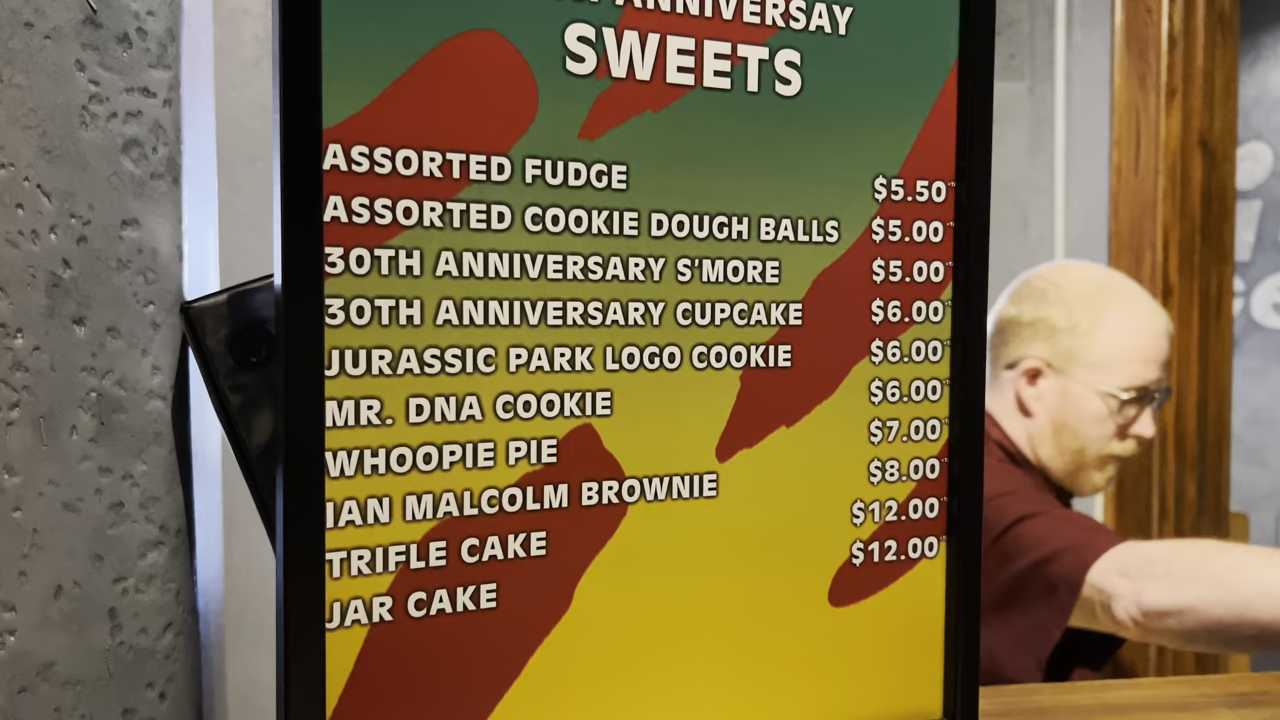 ANNIVERSAY
SWEETS
ASSORTED FUDGE $5.50
ASSORTED COOKIE DOUGH BALLS $5.00
30TH ANNIVERSARY S'MORE $5.00
30TH ANNIVERSARY CUPCAKE $6.00
JURASSIC PARK LOGO COOKIE $6.00
MR. DNA COOKIE $6.00
WHOOPIE PIE $7.00
IAN MALCOLM BROWNIE $8.00
TRIFLE CAKE $12.00
JAR CAKE $12.00